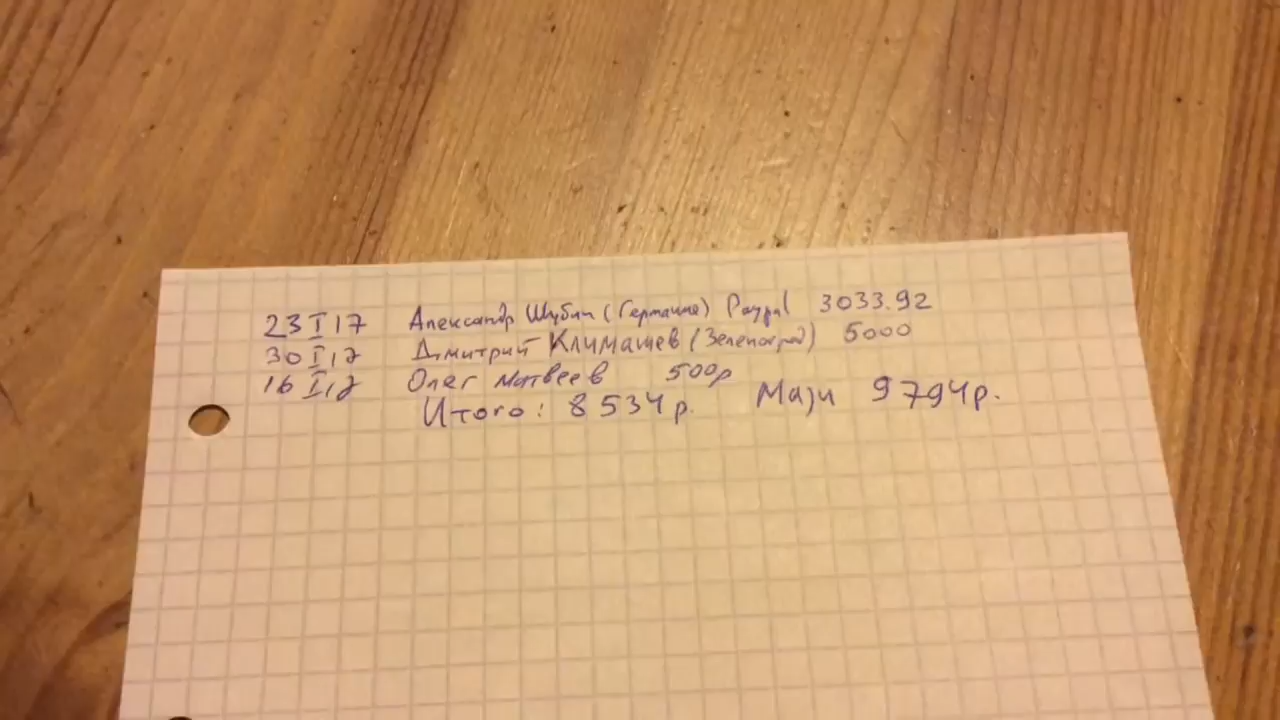 23 I 17 Александр Шубин (Германия) Paypal 3033.92
30 I 17 Дмитрий Климашев (Зеленоград) 5000
16 I 17 Олег Матвеев 500р
Итого: 8534р. Маэи 9794р.